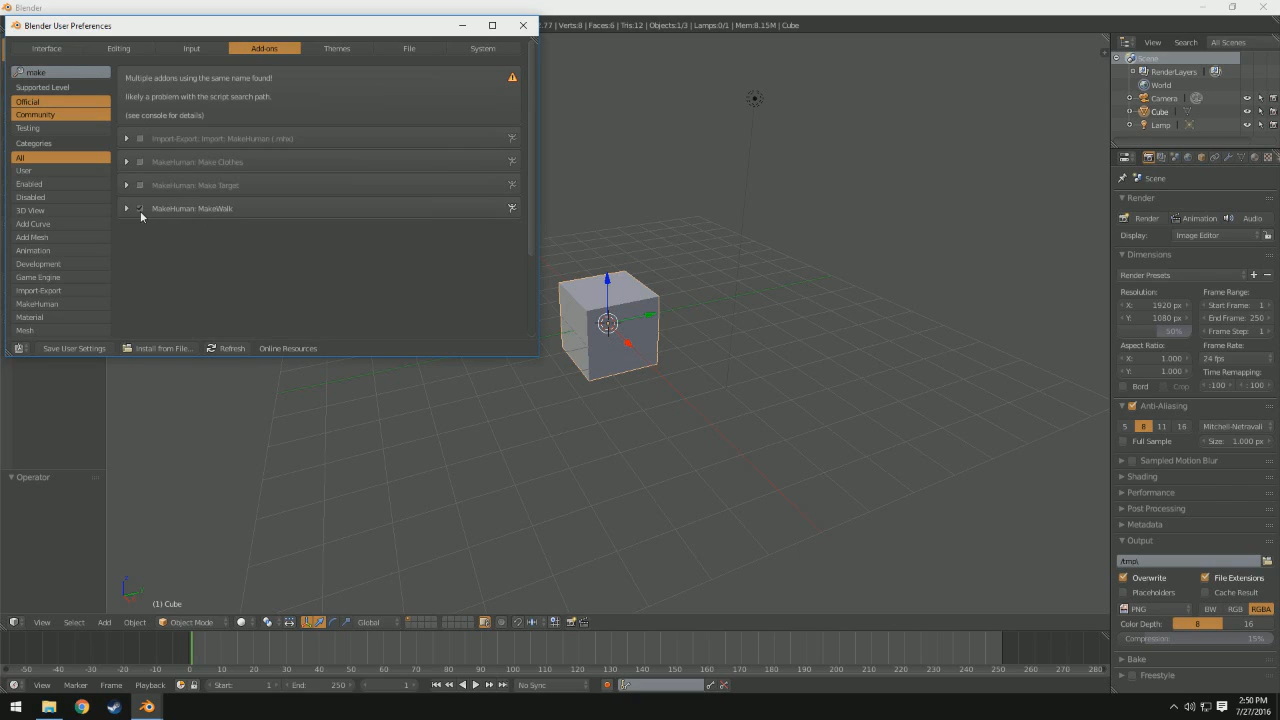 Blender
Blender User Preferences
2.77 | Verts:8 | Faces:6 | Tris:12 | Objects:1/3 | Lamps:0/1 | Mem:8.15M | Cube
Interface Editing Input Add-ons Themes File System
make
Supported Level
Official
Community
Testing
Categories
All
User
Enabled
Disabled
3D View
Add Curve
Add Mesh
Animation
Development
Game Engine
Import-Export
MakeHuman
Material
Mesh
Multiple addons using the same name found!
likely a problem with the script search path.
(see console for details)
Import-Export: Import: MakeHuman (.mhx)
MakeHuman: Make Clothes
MakeHuman: Make Target
MakeHuman: MakeWalk
Save User Settings Install from File... Refresh Online Resources
Operator
(1) Cube
View Select Add Object Object Mode Global
-50 -40 -30 -20 -10 0 10 20 30 40 50 60 70 80 90 100 110 120 130 140 150 160 170 180 190 200 210 220 230 240 250 260 270 280
View Marker Frame Playback Start: 1 End: 250 1 No Sync
View Search All Scenes
Scene
RenderLayers
World
Camera
Cube
Lamp
Scene
Render
Render Animation Audio
Display: Image Editor
Dimensions
Render Presets
Resolution: Frame Range:
X: 1920 px Start Frame: 1
Y: 1080 px End Frame: 250
50% Frame Step: 1
Aspect Ratio: Frame Rate:
X: 1.000 24 fps
Y: 1.000 Time Remapping:
Bord Crop :100 : 100
Anti-Aliasing
5 8 11 16 Mitchell-Netravali
Full Sample Size: 1.000 px
Sampled Motion Blur
Shading
Performance
Post Processing
Metadata
Output
/tmp\
Overwrite File Extensions
Placeholders Cache Result
PNG BW RGB RGBA
Color Depth: 8 16
Compression: 15%
Bake
Freestyle
2:50 PM
7/27/2016